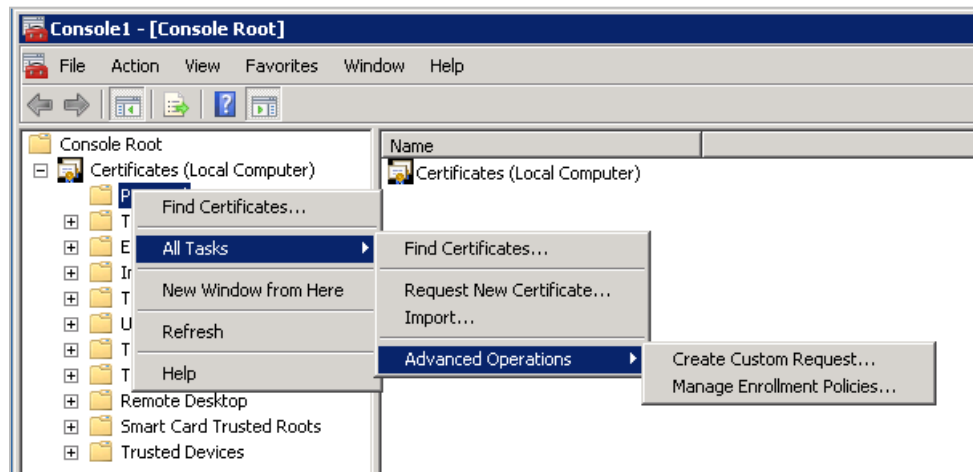 Console1 - [Console Root]
File Action View Favorites Window Help
Console Root
Certificates (Local Computer)
P
T
E
T
U
T
T
Remote Desktop
Smart Card Trusted Roots
Trusted Devices
Find Certificates...
All Tasks
New Window from Here
Refresh
Help
Find Certificates...
Request New Certificate...
Import...
Advanced Operations
Create Custom Request...
Manage Enrollment Policies...
Name
Certificates (Local Computer)